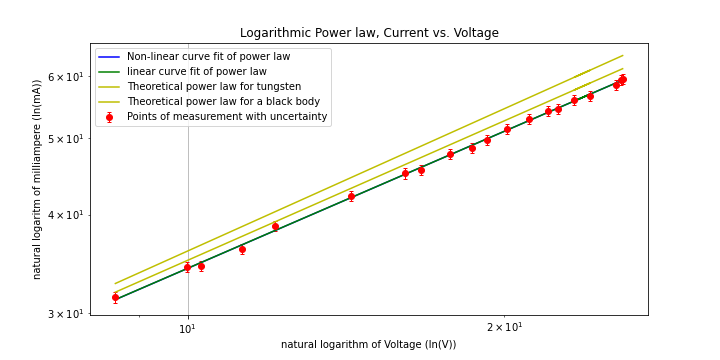 Logarithmic Power law, Current vs. Voltage
Non-linear curve fit of power law
linear curve fit of power law
Theoretical power law for tungsten
Theoretical power law for a black body
Points of measurement with uncertainty
natural logaritm of milliampere (ln(mA))
6 × 10¹
5 × 10¹
4 × 10¹
3 × 10¹
10¹
2 × 10¹
natural logarithm of Voltage (ln(V))